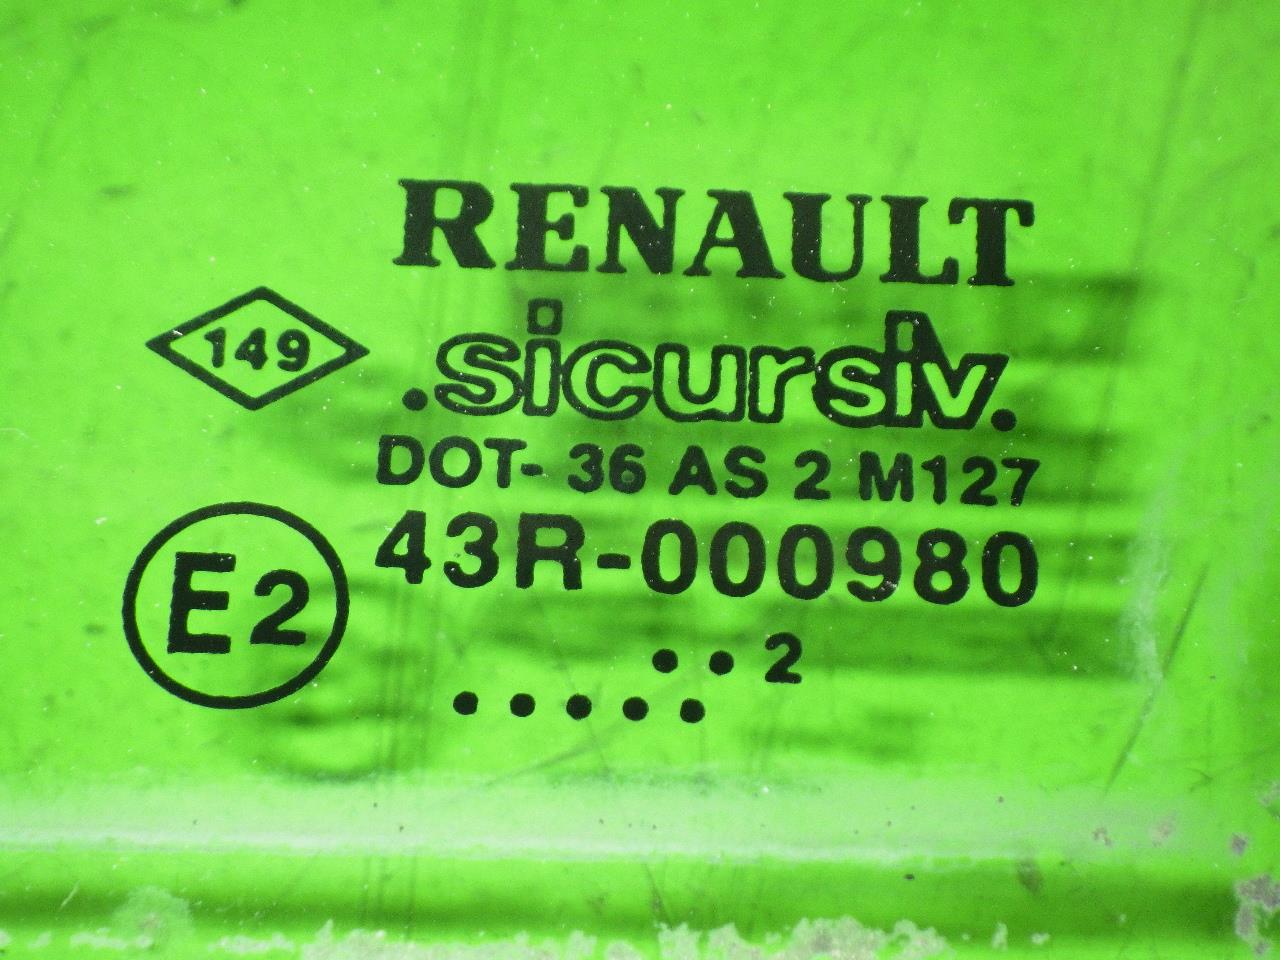 RENAULT
149
.sicursiv.
DOT- 36 AS 2 M127
E2
43R-000980
.. 2
.....